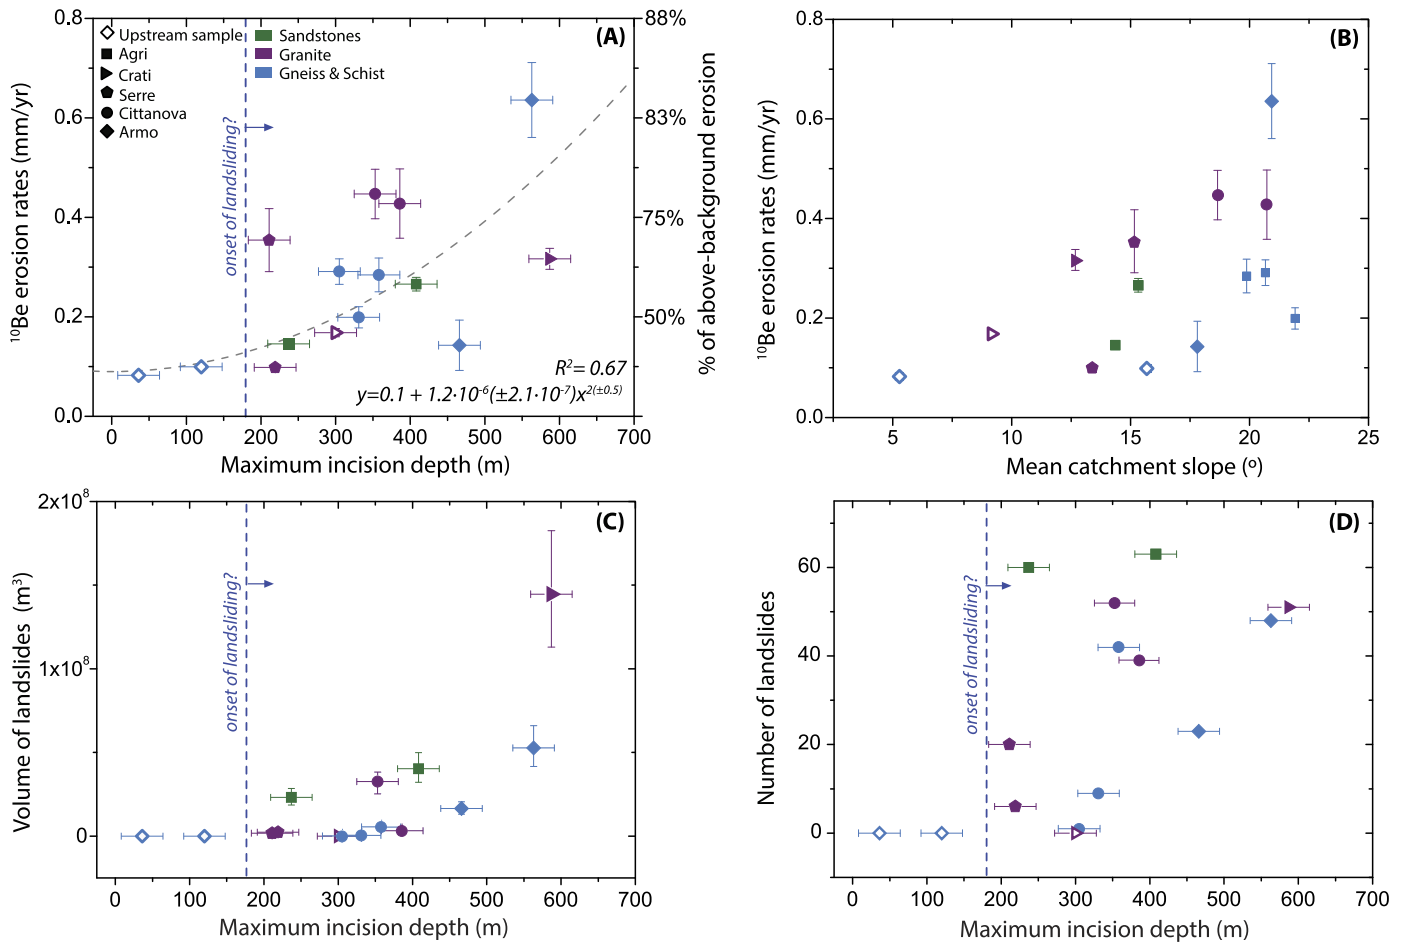 (A)
0.8
0.6
0.4
0.2
0.0
¹⁰Be erosion rates (mm/yr)
Upstream sample
Agri
Crati
Serre
Cittanova
Armo
Sandstones
Granite
Gneiss & Schist
onset of landsliding?
88%
83%
75%
50%
% of above-background erosion
R²= 0.67
y=0.1 + 1.2·10⁻⁶(±2.1·10⁻⁷)x²⁽±⁰·⁵⁾
0 100 200 300 400 500 600 700
Maximum incision depth (m)
(B)
0.8
0.6
0.4
0.2
0.0
¹⁰Be erosion rates (mm/yr)
5 10 15 20 25
Mean catchment slope (º)
(C)
2x10⁸
1x10⁸
0
Volume of landslides (m³)
onset of landsliding?
0 100 200 300 400 500 600 700
Maximum incision depth (m)
(D)
60
40
20
0
Number of landslides
onset of landsliding?
0 100 200 300 400 500 600 700
Maximum incision depth (m)